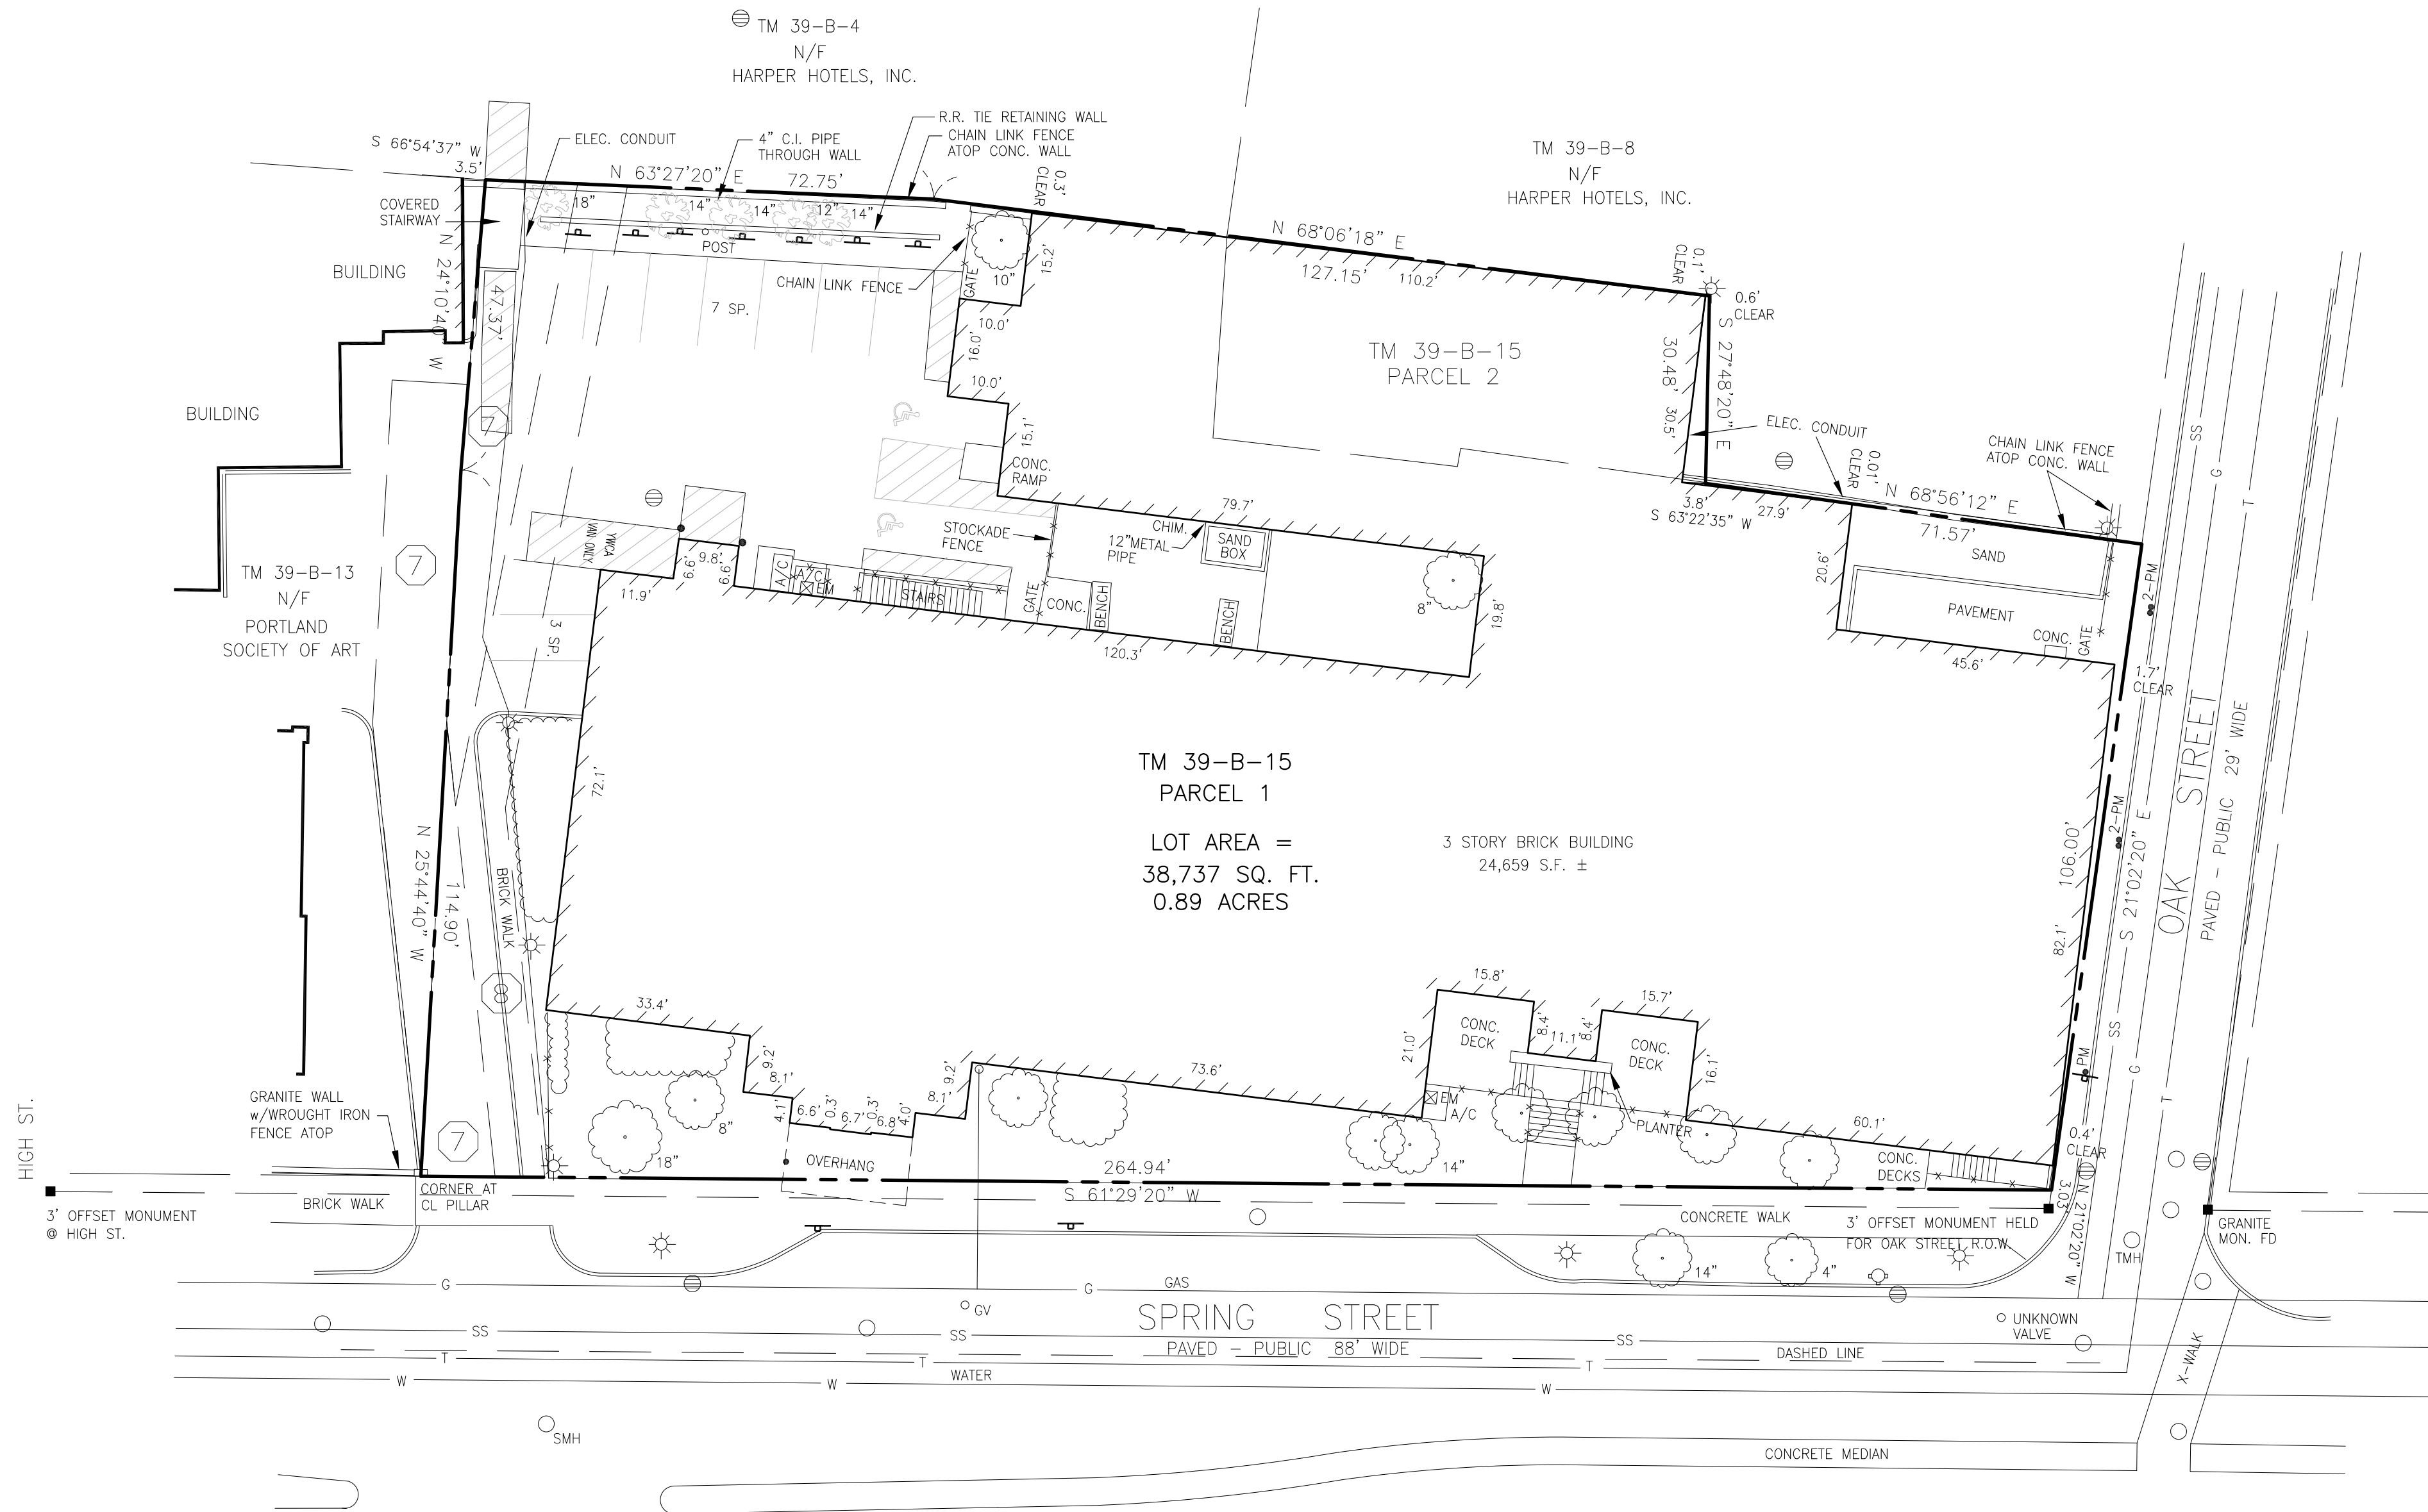 TM 39-B-4
N/F
HARPER HOTELS, INC.
R.R. TIE RETAINING WALL
CHAIN LINK FENCE
ATOP CONC. WALL
4" C.I. PIPE
THROUGH WALL
ELEC. CONDUIT
S 66°54'37" W
3.5'
N 63°27'20" E
72.75'
0.3'
CLEAR
TM 39-B-8
N/F
HARPER HOTELS, INC.
COVERED
STAIRWAY
18"
14"
14"
12"
14"
POST
BUILDING
N 24°10'40" W
47.37'
CHAIN LINK FENCE
GATE
10"
15.2'
10.0'
16.0'
10.0'
15.1'
7 SP.
N 68°06'18" E
127.15'
110.2'
0.1'
CLEAR
0.6'
CLEAR
S 27°48'20" E
30.48'
30.5'
TM 39-B-15
PARCEL 2
ELEC. CONDUIT
0.01'
CLEAR
CHAIN LINK FENCE
ATOP CONC. WALL
N 68°56'12" E
71.57'
3.8'
S 63°22'35" W
27.9'
BUILDING
7
7
TM 39-B-13
N/F
PORTLAND
SOCIETY OF ART
CONC.
RAMP
79.7'
STOCKADE
FENCE
CHIM.
12"METAL
PIPE
SAND
BOX
YWCA
VAN ONLY
6.6'
9.8'
6.6'
11.9'
A/C
A/C
EM
STAIRS
GATE
CONC.
BENCH
BENCH
8"
19.8'
120.3'
20.6'
SAND
PAVEMENT
CONC.
GATE
45.6'
2-PM
1.7'
CLEAR
3 SP.
72.1'
TM 39-B-15
PARCEL 1
LOT AREA =
38,737 SQ. FT.
0.89 ACRES
3 STORY BRICK BUILDING
24,659 S.F. ±
OAK STREET
PAVED - PUBLIC 29' WIDE
SS
G
T
2-PM
S 21°02'20" E
106.00'
82.1'
N 25°44'40" W
114.90'
BRICK WALK
8
33.4'
9.2'
8.1'
4.1'
6.6'
0.3'
6.7'
0.3'
6.8'
4.0'
8.1'
9.2'
73.6'
15.8'
CONC.
DECK
21.0'
8.4'
11.1'
8.4'
15.7'
CONC.
DECK
16.1'
EM
A/C
PLANTER
60.1'
PM
SS
G
T
GRANITE WALL
w/WROUGHT IRON
FENCE ATOP
7
8"
18"
OVERHANG
264.94'
S 61°29'20" W
14"
CONC.
DECKS
0.4'
CLEAR
3.03'
N 21°02'20" W
HIGH ST.
3' OFFSET MONUMENT
@ HIGH ST.
BRICK WALK
CORNER AT
CL PILLAR
CONCRETE WALK
3' OFFSET MONUMENT HELD
FOR OAK STREET R.O.W.
GRANITE
MON. FD
TMH
14"
4"
G
G
GAS
GV
SPRING STREET
PAVED - PUBLIC 88' WIDE
UNKNOWN
VALVE
SS
SS
SS
DASHED LINE
T
T
T
WATER
W
W
W
X-WALK
SMH
CONCRETE MEDIAN